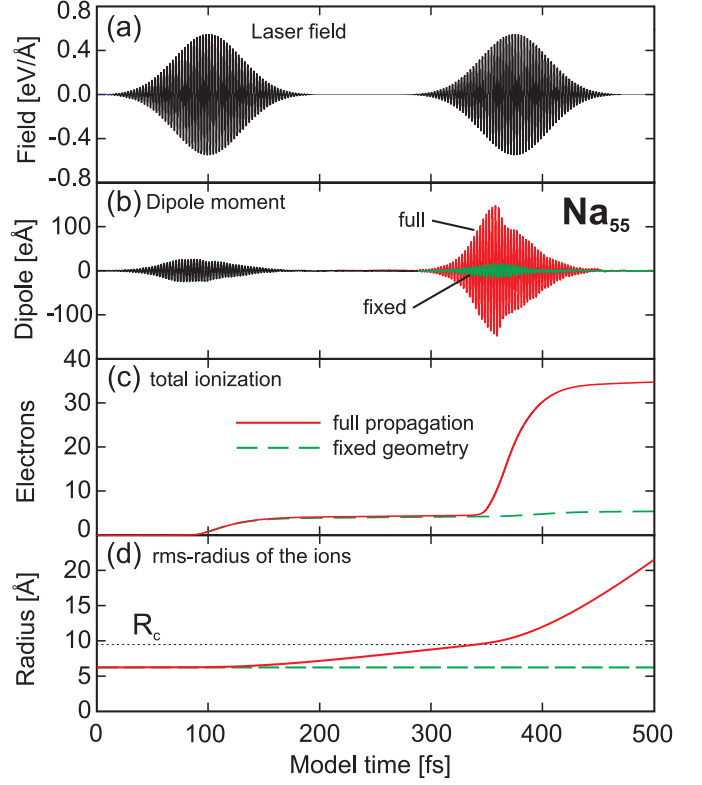 (a) Laser field
Field [eV/Å]
0.8
0.4
0.0
-0.4
-0.8
(b) Dipole moment
Na55
full
fixed
Dipole [eÅ]
100
0
-100
(c) total ionization
full propagation
fixed geometry
Electrons
40
30
20
10
0
(d) rms-radius of the ions
Rc
Radius [Å]
20
15
10
5
0
0 100 200 300 400 500
Model time [fs]